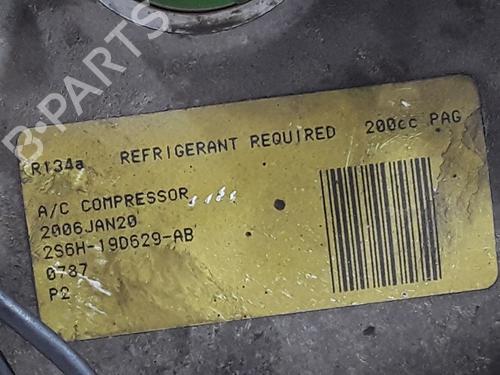 B-PARTS
R134a REFRIGERANT REQUIRED 200cc PAG
A/C COMPRESSOR
2006JAN20
2S6H-19D629-AB
0787
P2